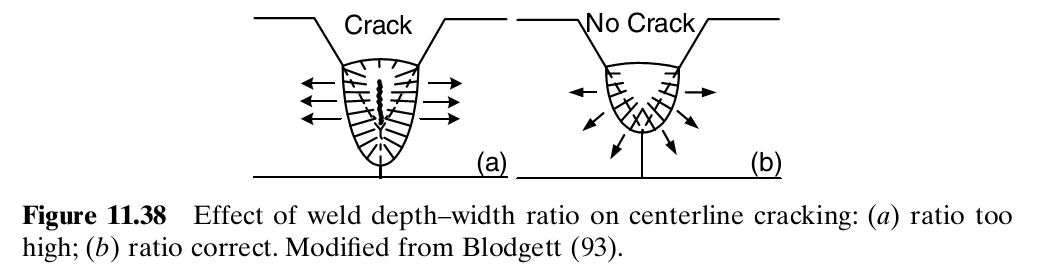 Crack
No Crack
(a)
(b)
Figure 11.38 Effect of weld depth–width ratio on centerline cracking: (a) ratio too
high; (b) ratio correct. Modified from Blodgett (93).